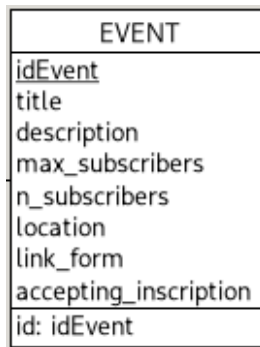 EVENT
idEvent
title
description
max_subscribers
n_subscribers
location
link_form
accepting_inscription
id: idEvent